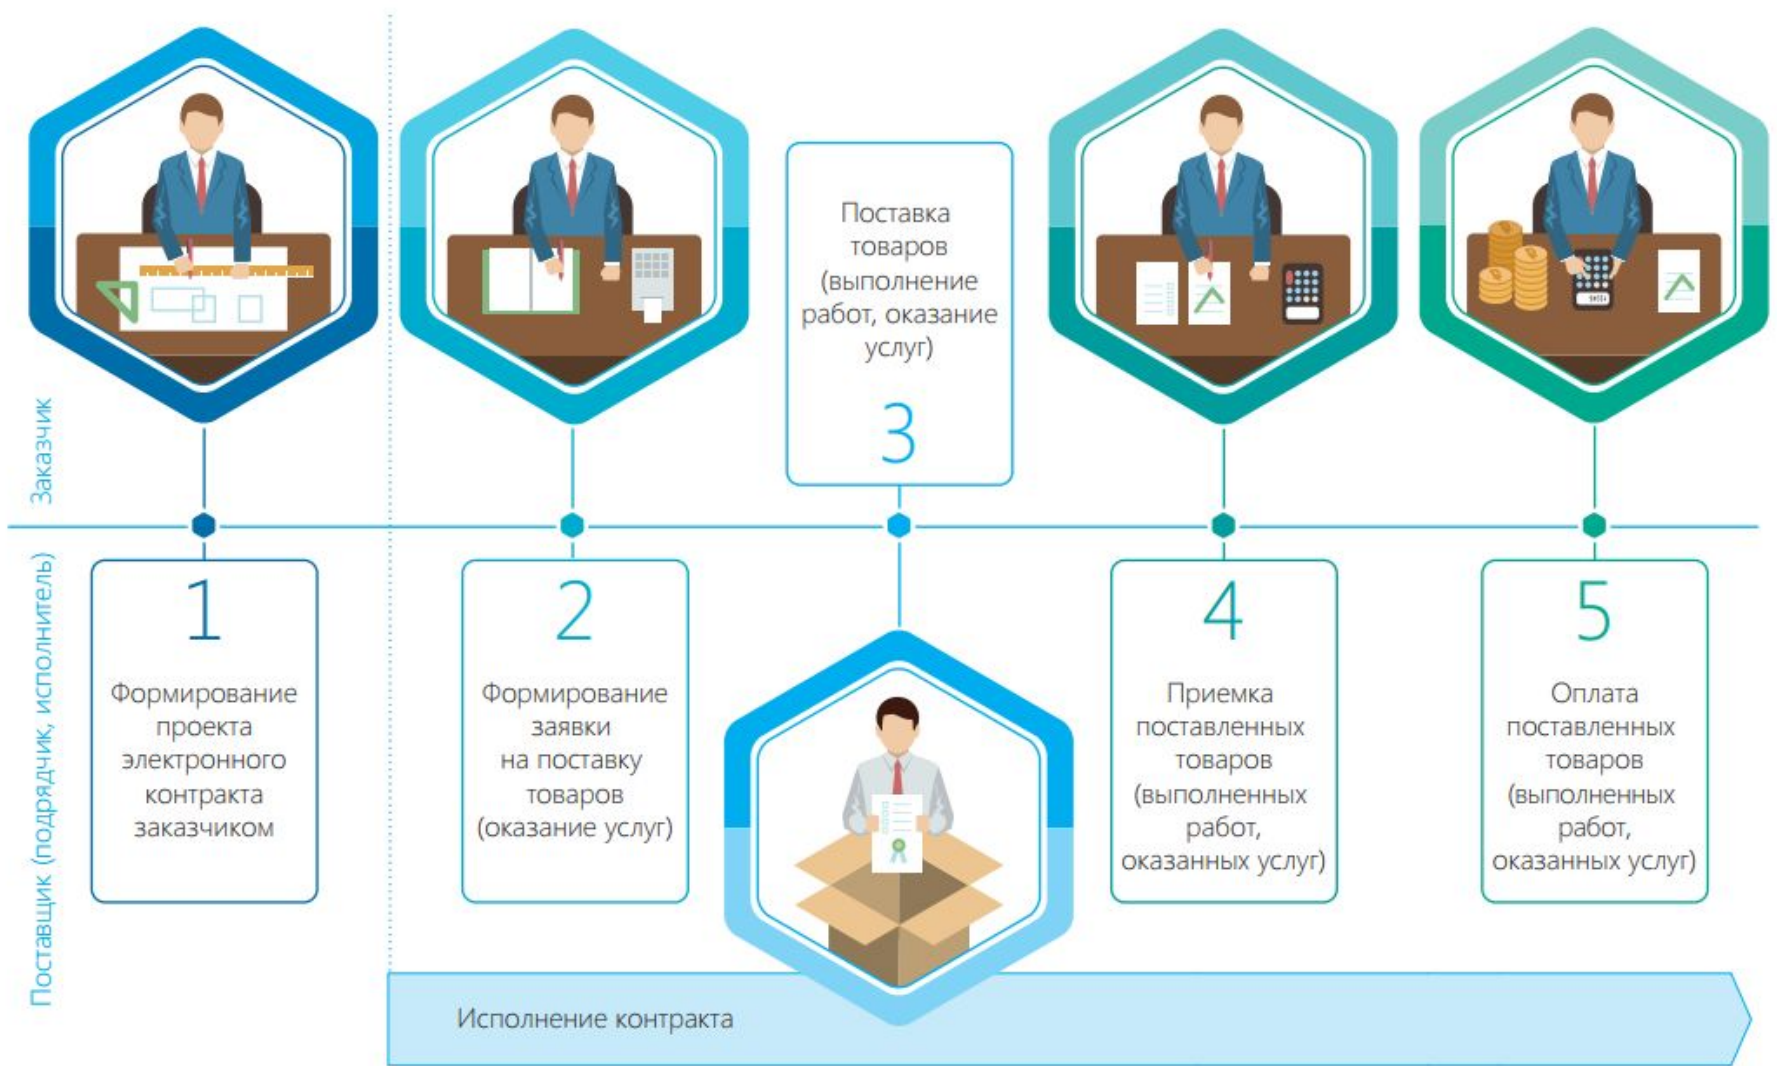 Заказчик
Поставщик (подрядчик, исполнитель)
1
Формирование
проекта
электронного
контракта
заказчиком
2
Формирование
заявки
на поставку
товаров
(оказание услуг)
Поставка
товаров
(выполнение
работ, оказание
услуг)
3
4
Приемка
поставленных
товаров
(выполненных
работ,
оказанных услуг)
5
Оплата
поставленных
товаров
(выполненных
работ,
оказанных услуг)
Исполнение контракта